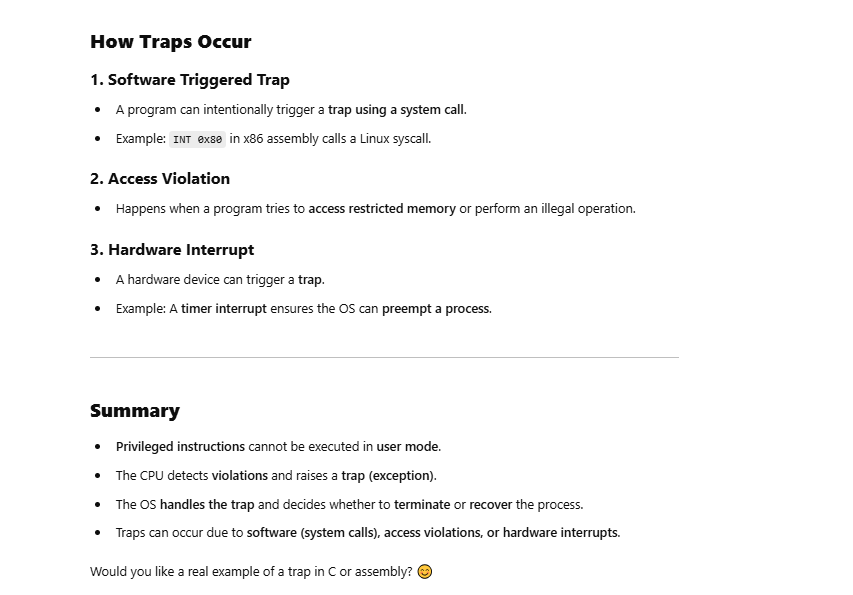 How Traps Occur
1. Software Triggered Trap
• A program can intentionally trigger a trap using a system call.
• Example: INT 0x80 in x86 assembly calls a Linux syscall.
2. Access Violation
• Happens when a program tries to access restricted memory or perform an illegal operation.
3. Hardware Interrupt
• A hardware device can trigger a trap.
• Example: A timer interrupt ensures the OS can preempt a process.
Summary
• Privileged instructions cannot be executed in user mode.
• The CPU detects violations and raises a trap (exception).
• The OS handles the trap and decides whether to terminate or recover the process.
• Traps can occur due to software (system calls), access violations, or hardware interrupts.
Would you like a real example of a trap in C or assembly? 😊